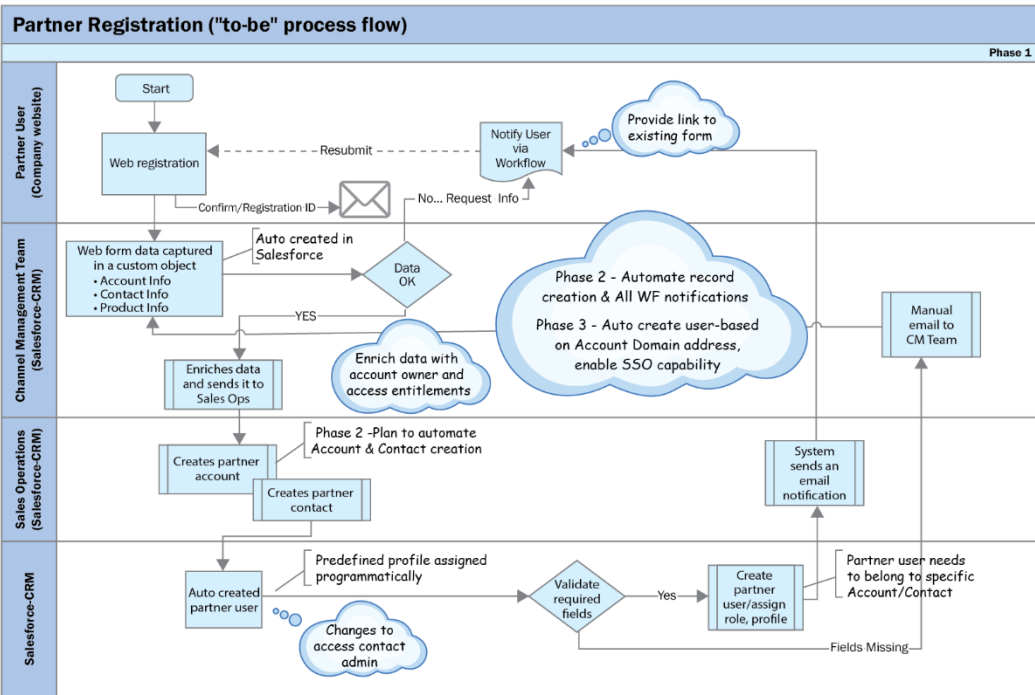 Partner Registration ("to-be" process flow)
Phase 1
Partner User
(Company website)
Start
Web registration
Resubmit
Notify User
via
Workflow
Provide link to
existing form
Confirm/Registration ID
No... Request Info
Channel Management Team
(Salesforce-CRM)
Web form data captured
in a custom object
• Account Info
• Contact Info
• Product Info
Auto created in
Salesforce
Data
OK
YES
Phase 2 - Automate record
creation & All WF notifications
Phase 3 - Auto create user-based
on Account Domain address,
enable SSO capability
Manual
email to
CM Team
Enriches data
and sends it to
Sales Ops
Enrich data with
account owner and
access entitlements
Sales Operations
(Salesforce-CRM)
Creates partner
account
Phase 2 -Plan to automate
Account & Contact creation
Creates partner
contact
System
sends an
email
notification
Salesforce-CRM
Auto created
partner user
Predefined profile assigned
programmatically
Changes to
access contact
admin
Validate
required
fields
Yes
Create
partner
user/assign
role, profile
Partner user needs
to belong to specific
Account/Contact
Fields Missing